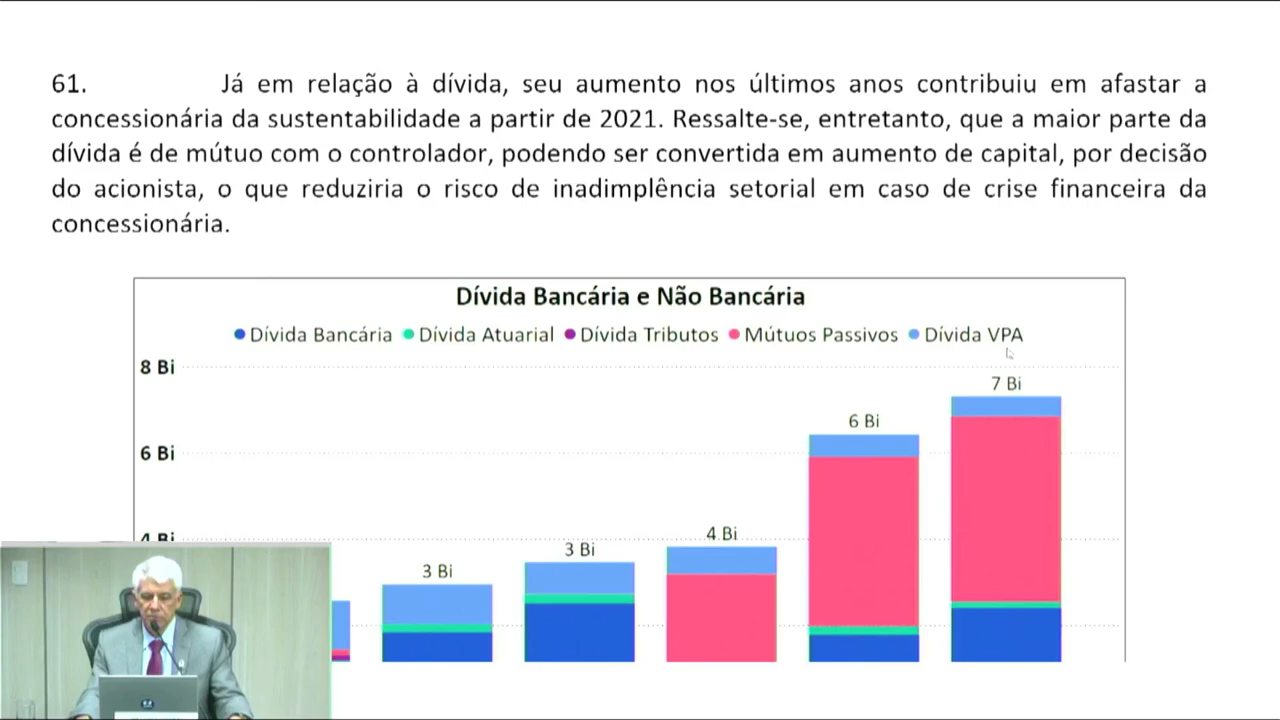 61. Já em relação à dívida, seu aumento nos últimos anos contribuiu em afastar a
concessionária da sustentabilidade a partir de 2021. Ressalte-se, entretanto, que a maior parte da
dívida é de mútuo com o controlador, podendo ser convertida em aumento de capital, por decisão
do acionista, o que reduziria o risco de inadimplência setorial em caso de crise financeira da
concessionária.
Dívida Bancária e Não Bancária
Dívida Bancária Dívida Atuarial Dívida Tributos Mútuos Passivos Dívida VPA
8 Bi
7 Bi
6 Bi
6 Bi
4 Bi
4 Bi
3 Bi
3 Bi